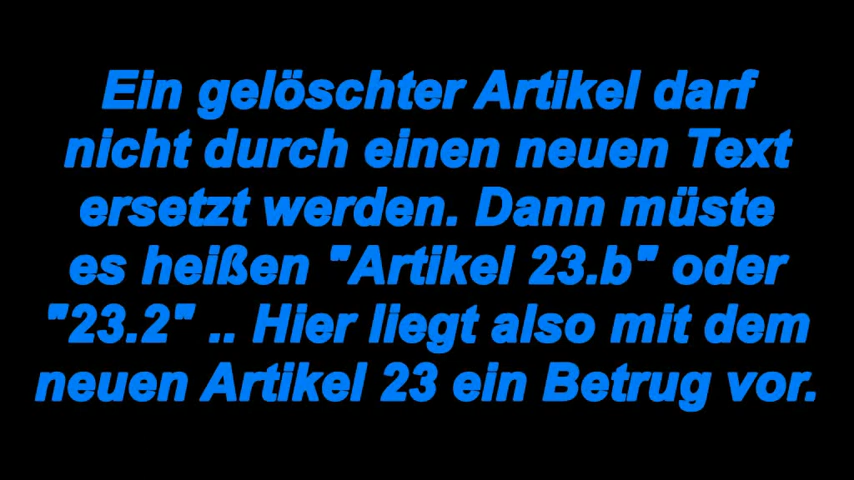 Ein gelöschter Artikel darf
nicht durch einen neuen Text
ersetzt werden. Dann müste
es heißen "Artikel 23.b" oder
"23.2" .. Hier liegt also mit dem
neuen Artikel 23 ein Betrug vor.